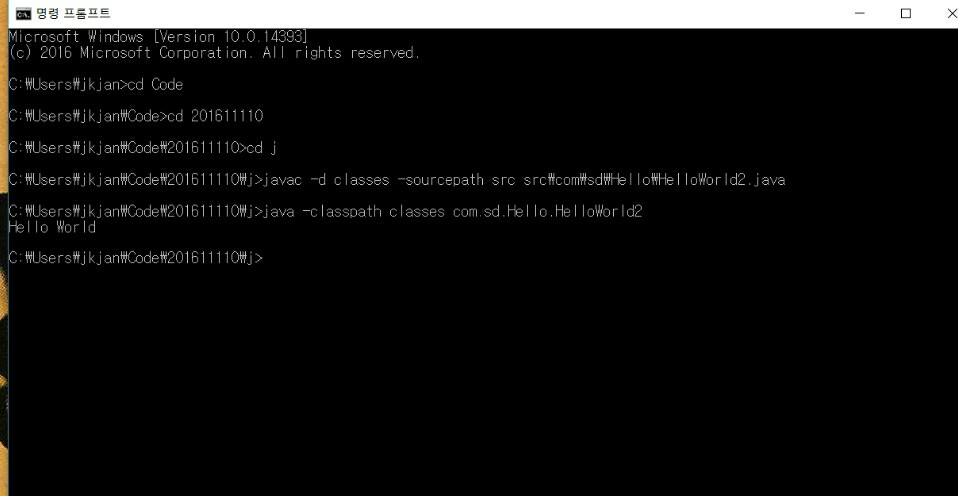 명령 프롬프트
Microsoft Windows [Version 10.0.14393]
(c) 2016 Microsoft Corporation. All rights reserved.
C:₩Users₩jkjan>cd Code
C:₩Users₩jkjan₩Code>cd 201611110
C:₩Users₩jkjan₩Code₩201611110>cd j
C:₩Users₩jkjan₩Code₩201611110₩j>javac -d classes -sourcepath src src₩com₩sd₩Hello₩HelloWorld2.java
C:₩Users₩jkjan₩Code₩201611110₩j>java -classpath classes com.sd.Hello.HelloWorld2
Hello World
C:₩Users₩jkjan₩Code₩201611110₩j>